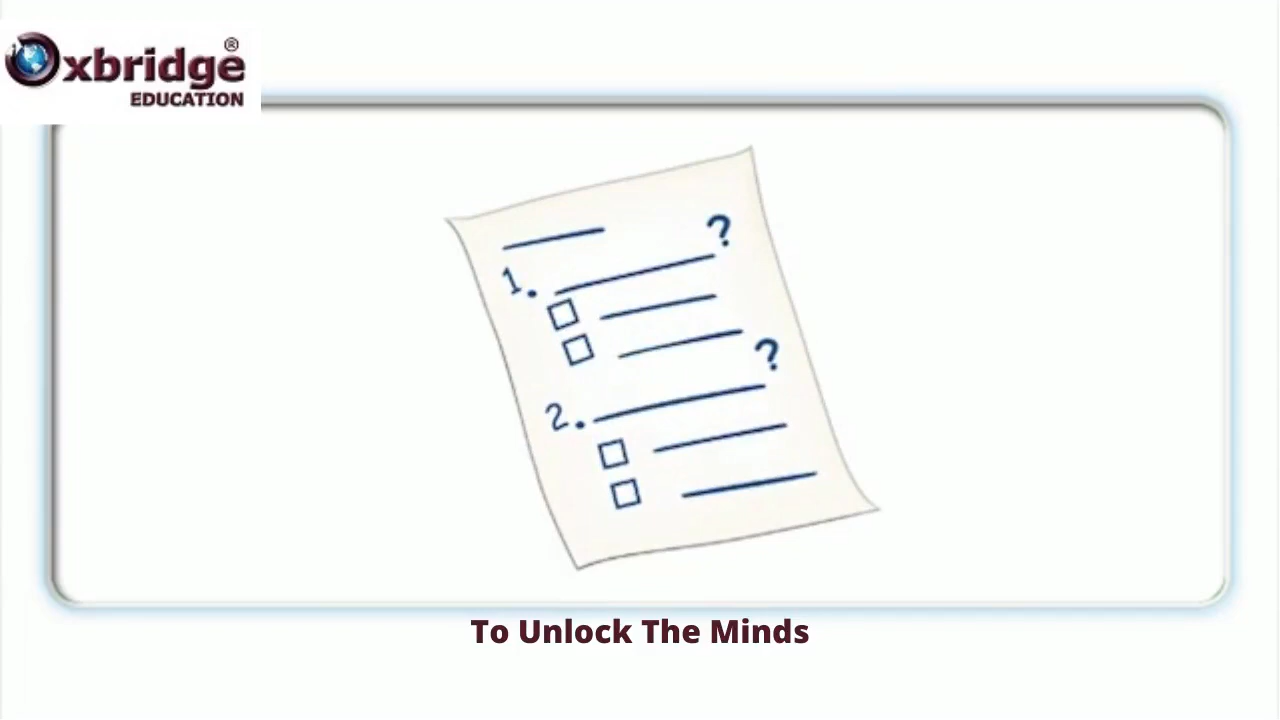 Oxbridge®
EDUCATION
?
1.
?
2.
To Unlock The Minds